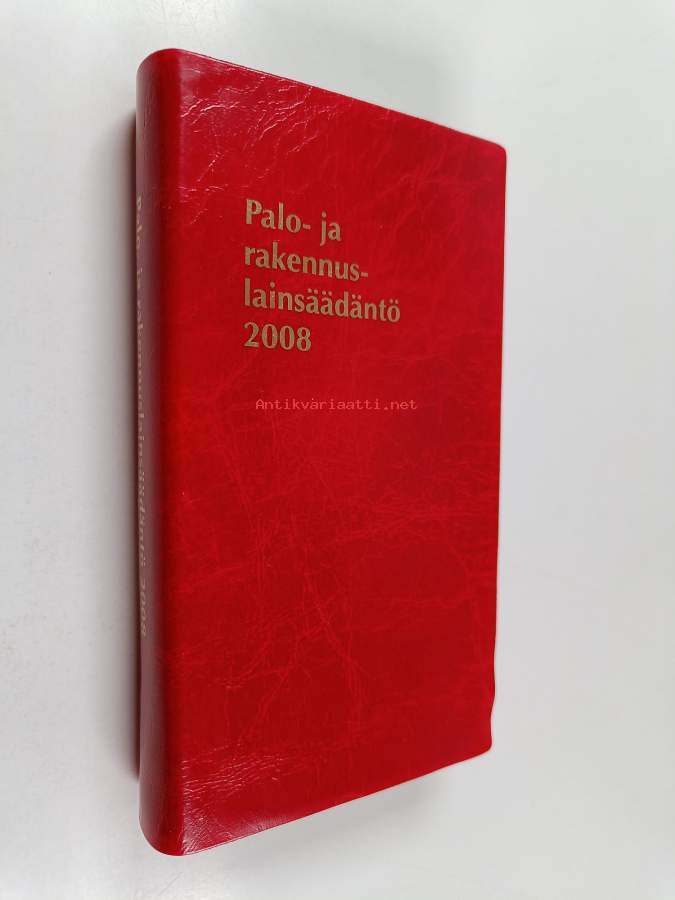 Palo- ja
rakennus-
lainsäädäntö
2008
Antikvariaatti.net
Palo- ja rakennuslainsäädäntö 2008